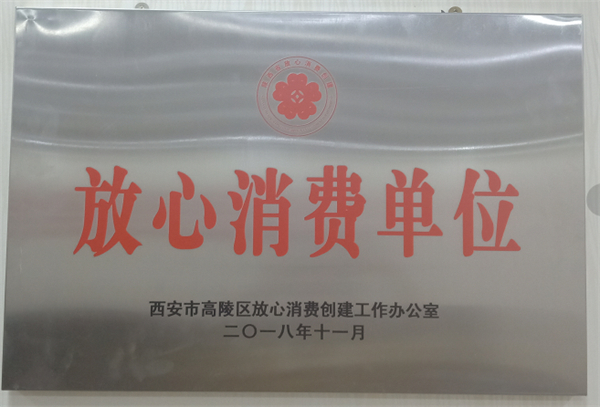 放心消费单位
西安市高陵区放心消费创建工作办公室
二〇一八年十一月